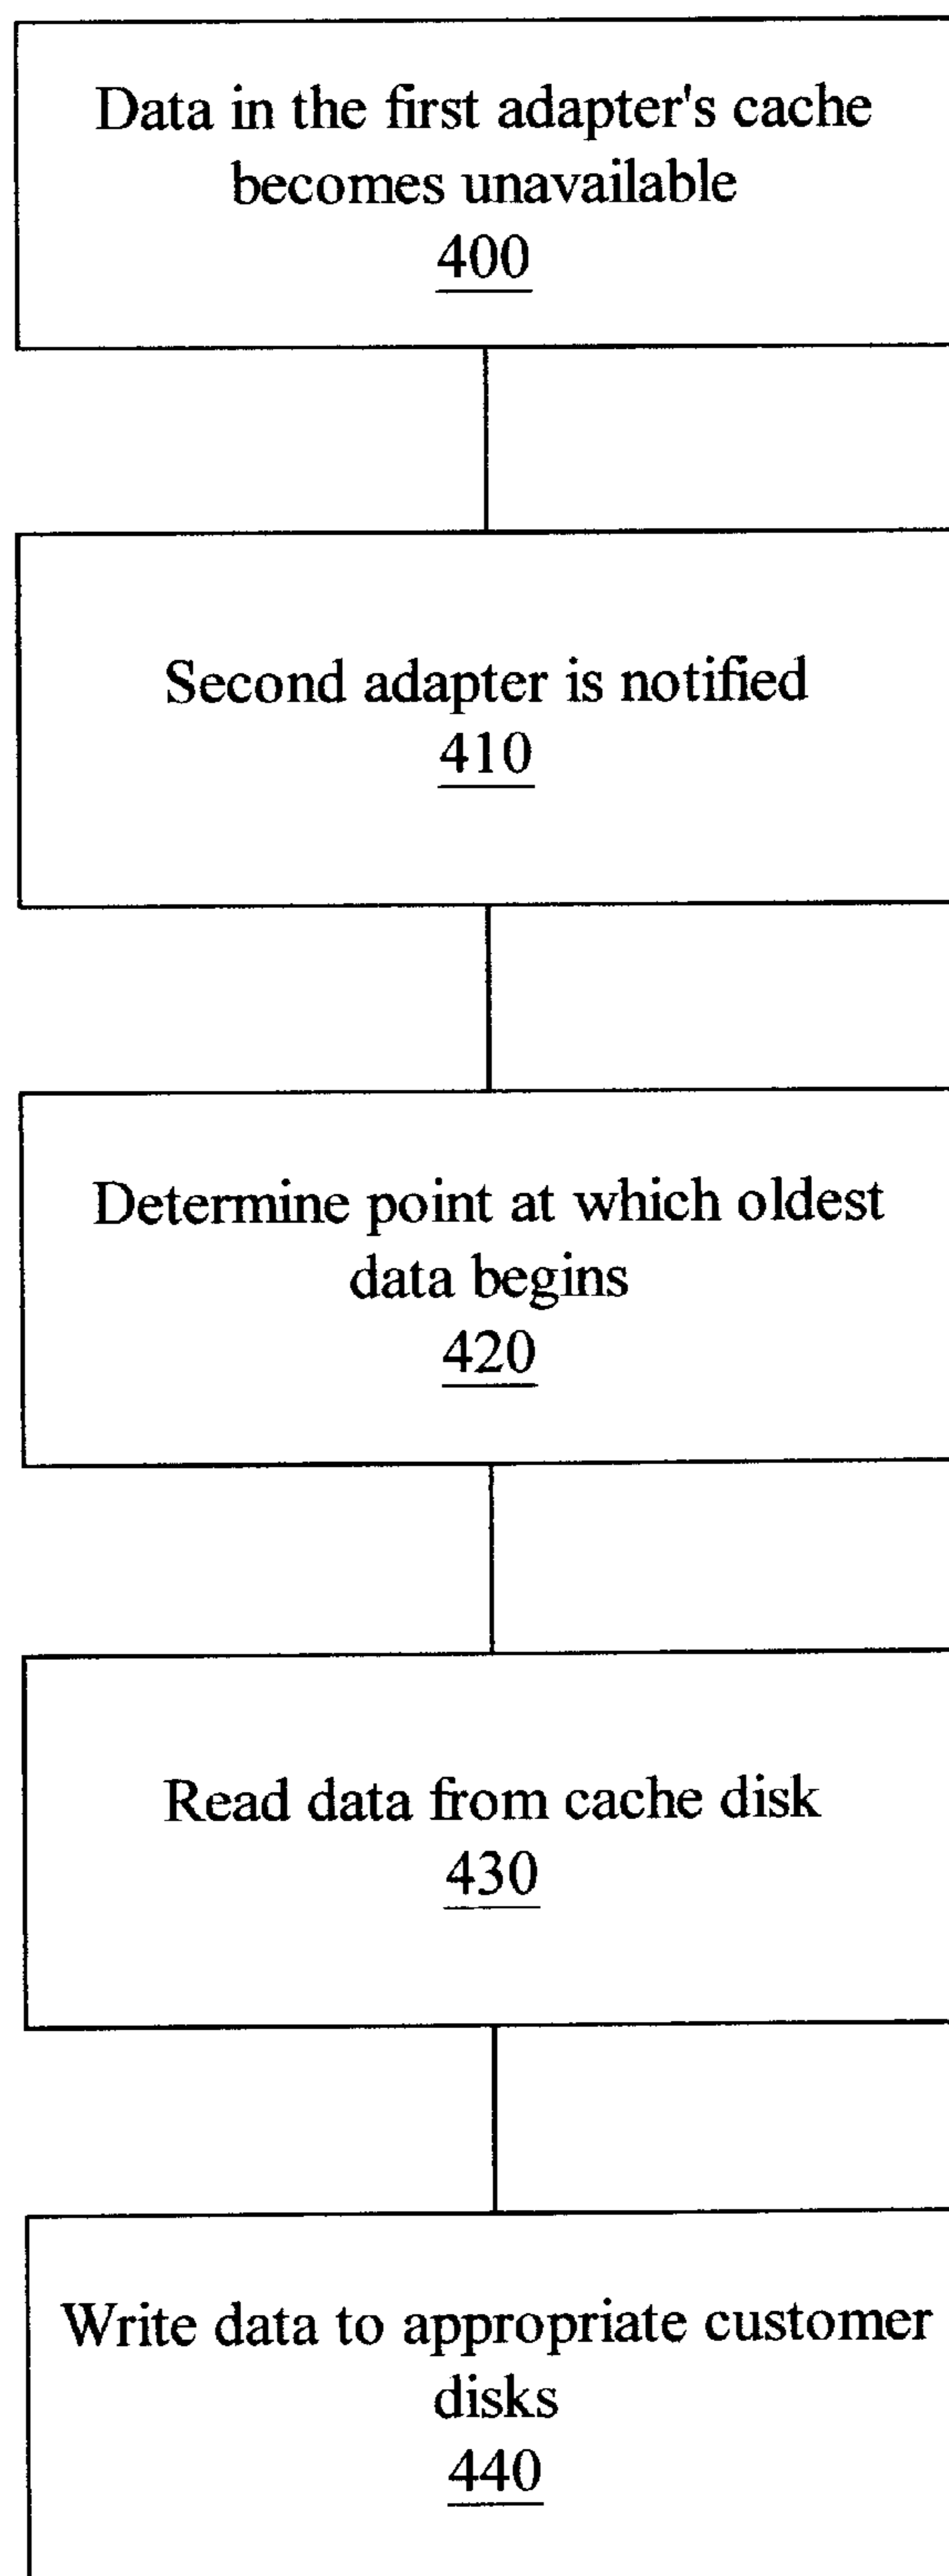 Data in the first adapter's cache
becomes unavailable
400
Second adapter is notified
410
Determine point at which oldest
data begins
420
Read data from cache disk
430
Write data to appropriate customer
disks
440